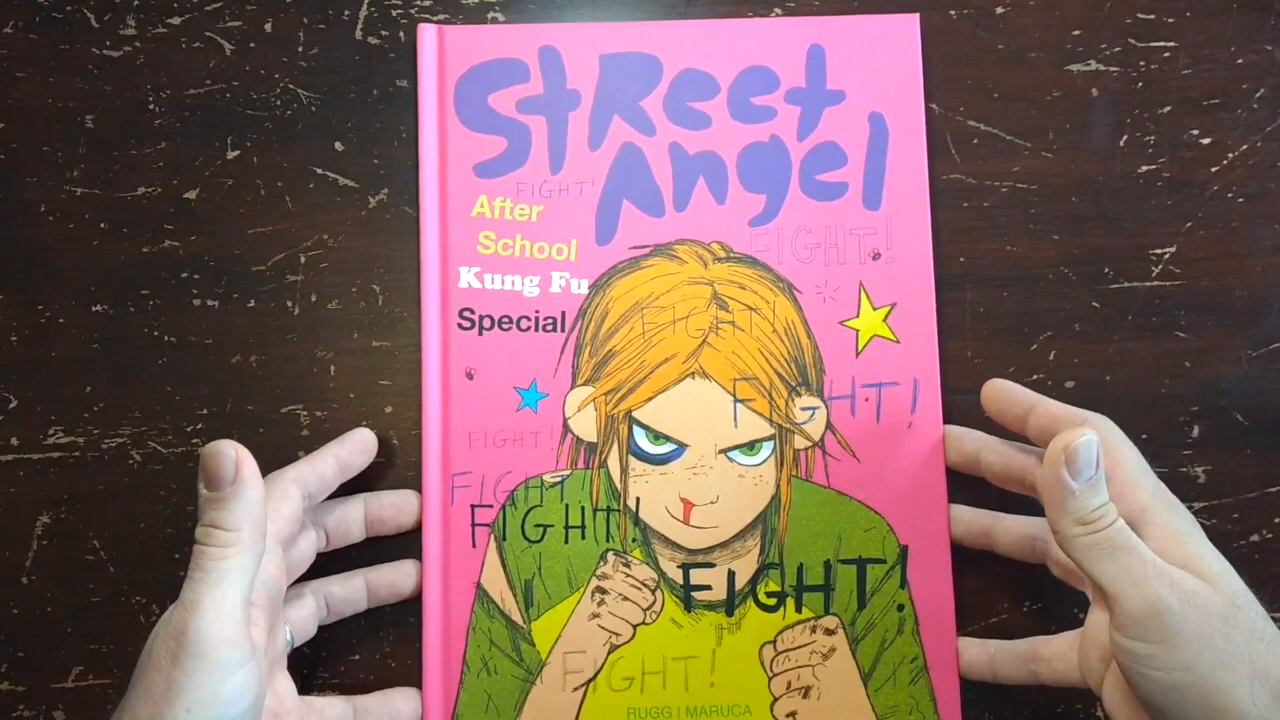 Street
Angel
FIGHT!
After
School
Kung Fu
Special
FIGHT!
FIGHT!
FIGHT!
FIGHT!
FIGHT!
FIGHT!
FIGHT!
FIGHT!
RUGG | MARUCA